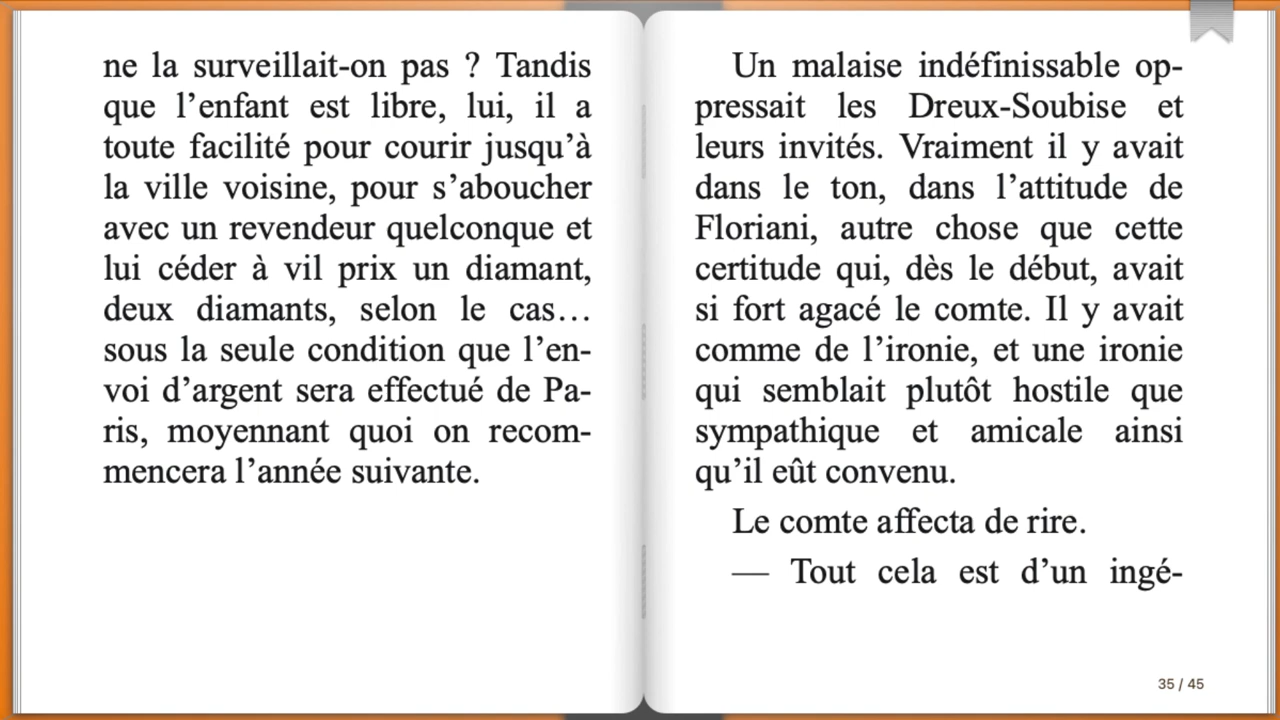 ne la surveillait-on pas ? Tandis
que l’enfant est libre, lui, il a
toute facilité pour courir jusqu’à
la ville voisine, pour s’aboucher
avec un revendeur quelconque et
lui céder à vil prix un diamant,
deux diamants, selon le cas…
sous la seule condition que l’en-
voi d’argent sera effectué de Pa-
ris, moyennant quoi on recom-
mencera l’année suivante.
Un malaise indéfinissable op-
pressait les Dreux-Soubise et
leurs invités. Vraiment il y avait
dans le ton, dans l’attitude de
Floriani, autre chose que cette
certitude qui, dès le début, avait
si fort agacé le comte. Il y avait
comme de l’ironie, et une ironie
qui semblait plutôt hostile que
sympathique et amicale ainsi
qu’il eût convenu.
Le comte affecta de rire.
— Tout cela est d’un ingé-
35 / 45